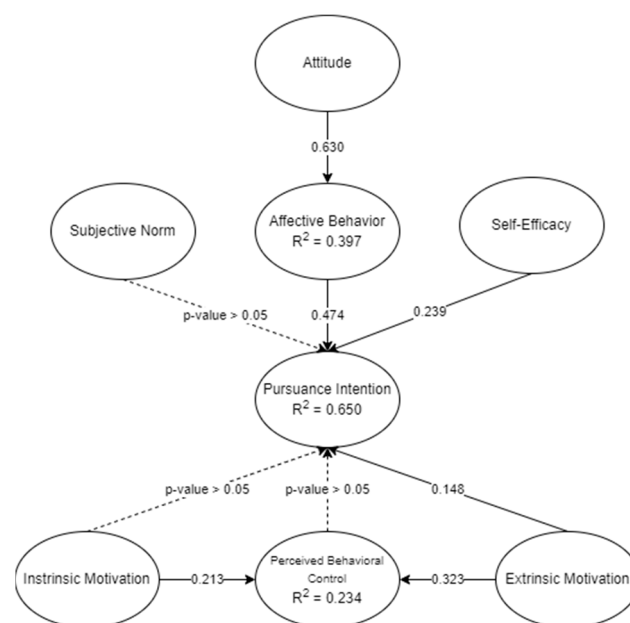 Attitude
0.630
Subjective Norm
Affective Behavior
R² = 0.397
Self-Efficacy
p-value > 0.05
0.474
0.239
Pursuance Intention
R² = 0.650
p-value > 0.05
p-value > 0.05
0.148
Instrinsic Motivation
0.213
Perceived Behavioral
Control
R² = 0.234
0.323
Extrinsic Motivation